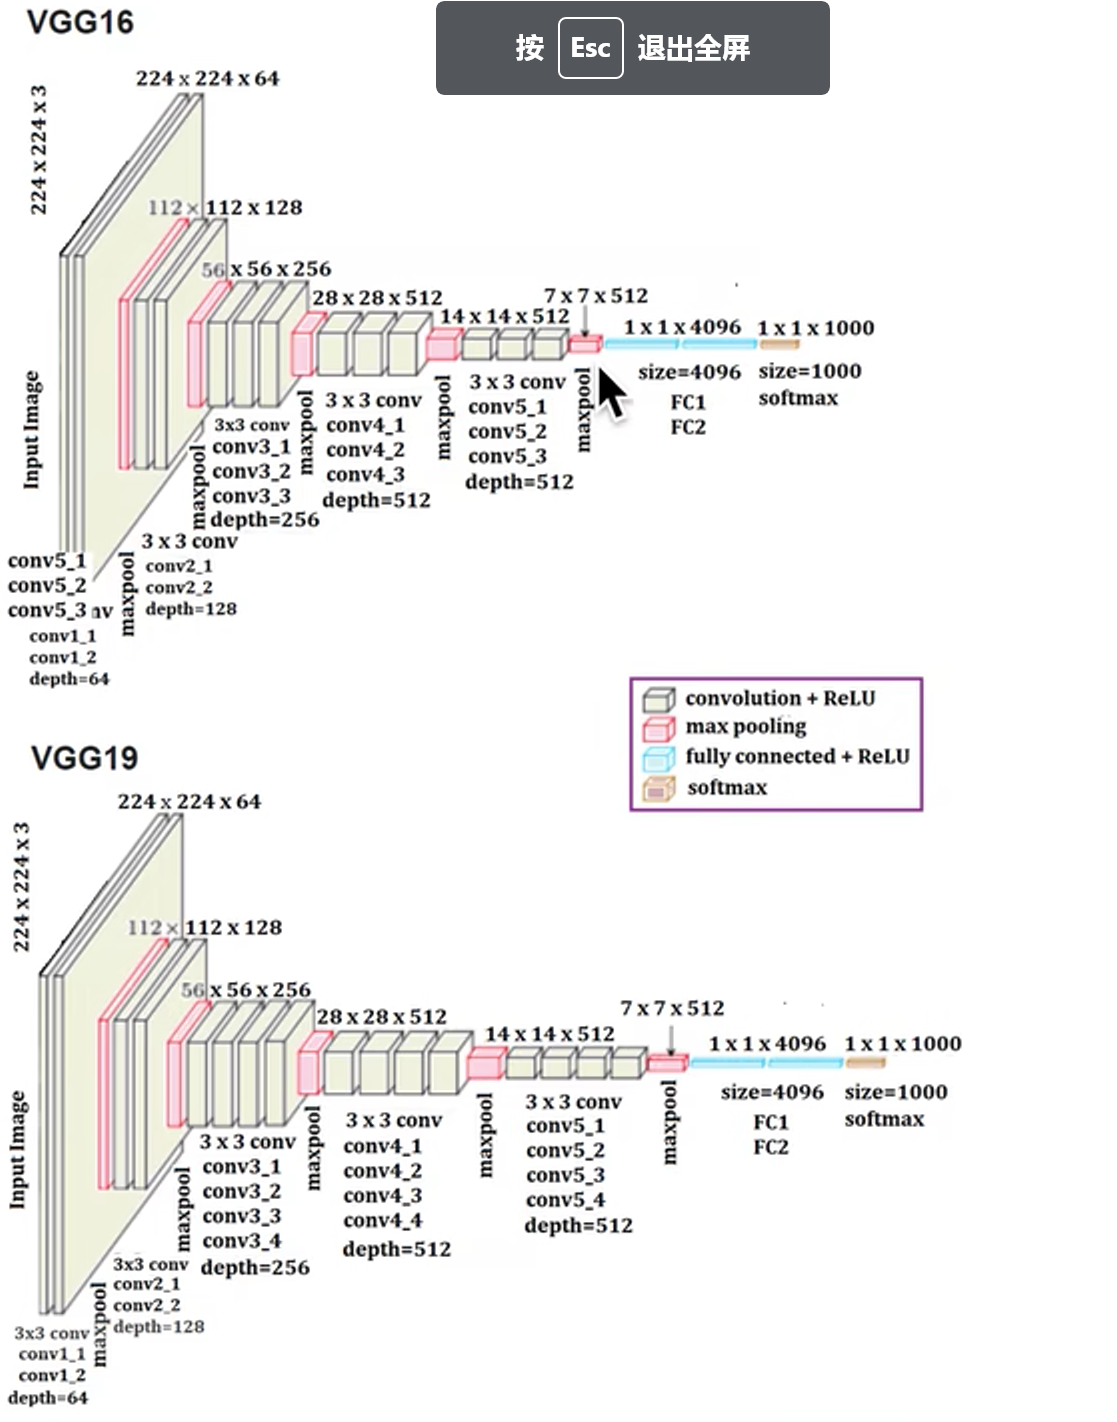 VGG16
按 Esc 退出全屏
224 x 224 x 64
224 x 224 x 3
112 x 112 x 128
56 x 56 x 256
28 x 28 x 512
14 x 14 x 512
7 x 7 x 512
1 x 1 x 4096
1 x 1 x 1000
Input Image
size=4096
FC1
FC2
size=1000
softmax
maxpool
3 x 3 conv
conv5_1
conv5_2
conv5_3
depth=512
maxpool
3 x 3 conv
conv4_1
conv4_2
conv4_3
depth=512
maxpool
3x3 conv
conv3_1
conv3_2
conv3_3
depth=256
maxpool
3 x 3 conv
conv2_1
conv2_2
depth=128
maxpool
conv5_1
conv5_2
conv5_3 nv
conv1_1
conv1_2
depth=64
convolution + ReLU
max pooling
fully connected + ReLU
softmax
VGG19
224 x 224 x 64
224 x 224 x 3
112 x 112 x 128
56 x 56 x 256
28 x 28 x 512
14 x 14 x 512
7 x 7 x 512
1 x 1 x 4096
1 x 1 x 1000
Input Image
size=4096
FC1
FC2
size=1000
softmax
maxpool
3 x 3 conv
conv5_1
conv5_2
conv5_3
conv5_4
depth=512
maxpool
3 x 3 conv
conv4_1
conv4_2
conv4_3
conv4_4
depth=512
maxpool
3 x 3 conv
conv3_1
conv3_2
conv3_3
conv3_4
depth=256
maxpool
3x3 conv
conv2_1
conv2_2
depth=128
maxpool
3x3 conv
conv1_1
conv1_2
depth=64